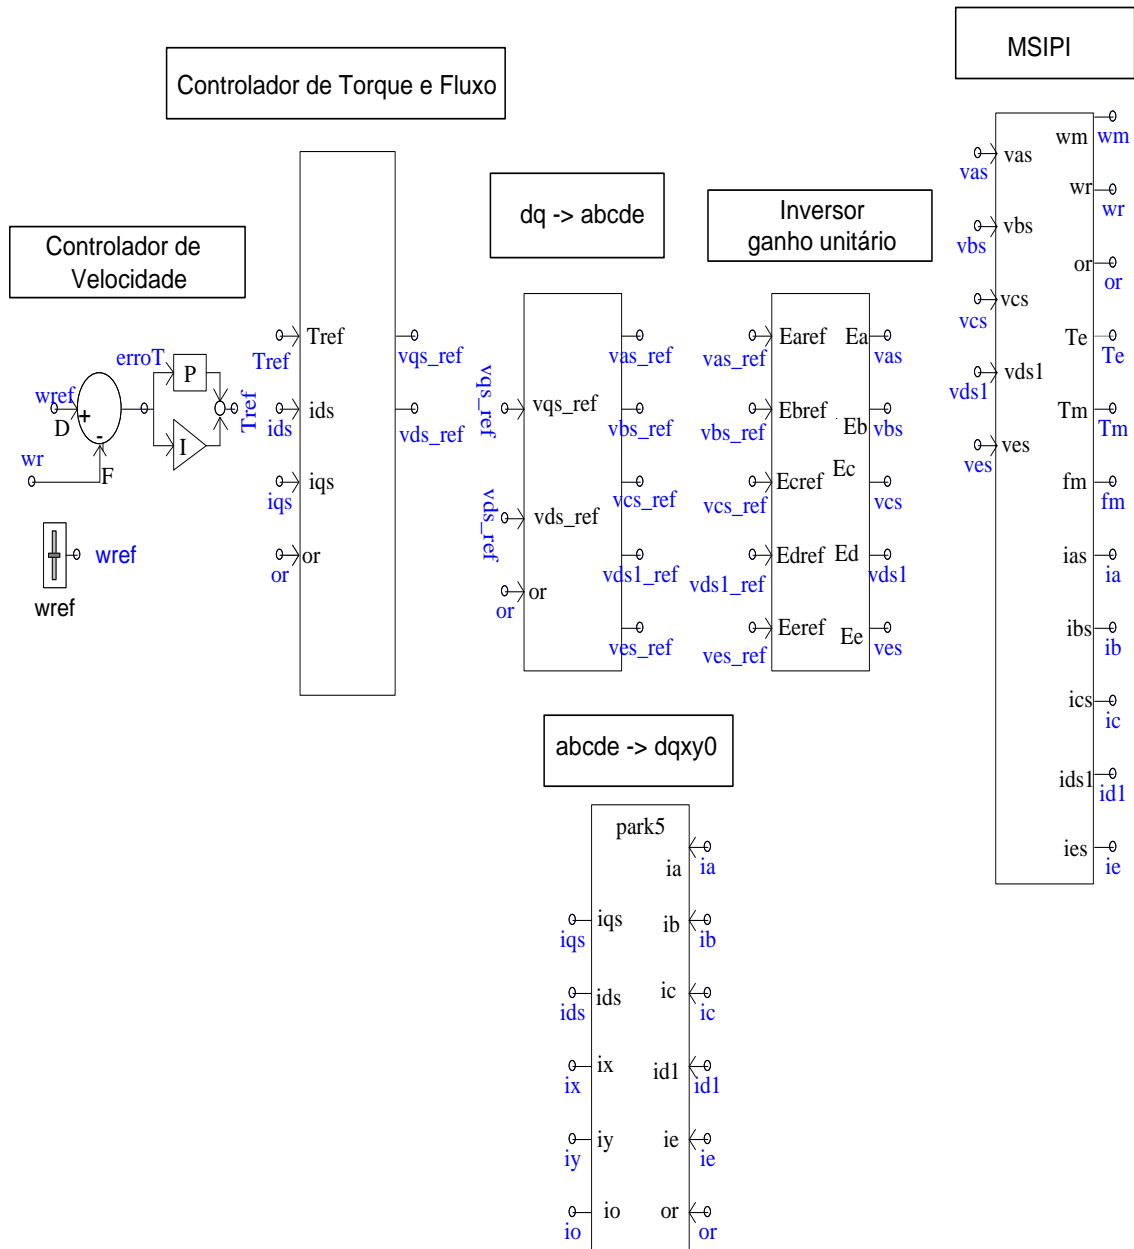 MSIPI
Controlador de Torque e Fluxo
dq -> abcde
Inversor
ganho unitário
Controlador de
Velocidade
erroT
P
wref
+
D
-
I
Tref
wr
F
wref
wref
Tref
Tref
ids
ids
iqs
iqs
or
or
vqs_ref
vds_ref
vqs_ref
vqs_ref
vds_ref
vds_ref
or
or
vas_ref
vbs_ref
vcs_ref
vds1_ref
ves_ref
Earef
vas_ref
Ebref
vbs_ref
Ecref
vcs_ref
Edref
vds1_ref
Eeref
ves_ref
Ea
vas
Eb
vbs
Ec
vcs
Ed
vds1
Ee
ves
vas
vas
vbs
vbs
vcs
vcs
vds1
vds1
ves
ves
wm
wm
wr
wr
or
or
Te
Te
Tm
Tm
fm
fm
ias
ia
ibs
ib
ics
ic
ids1
id1
ies
ie
abcde -> dqxy0
park5
ia
ia
iqs
iqs
ib
ib
ids
ids
ic
ic
ix
ix
id1
id1
iy
iy
ie
ie
io
io
or
or